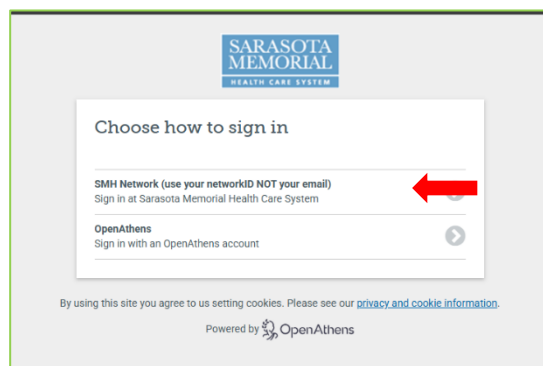 SARASOTA
MEMORIAL
HEALTH CARE SYSTEM
Choose how to sign in
SMH Network (use your networkID NOT your email)
Sign in at Sarasota Memorial Health Care System
OpenAthens
Sign in with an OpenAthens account
By using this site you agree to us setting cookies. Please see our privacy and cookie information.
Powered by OpenAthens